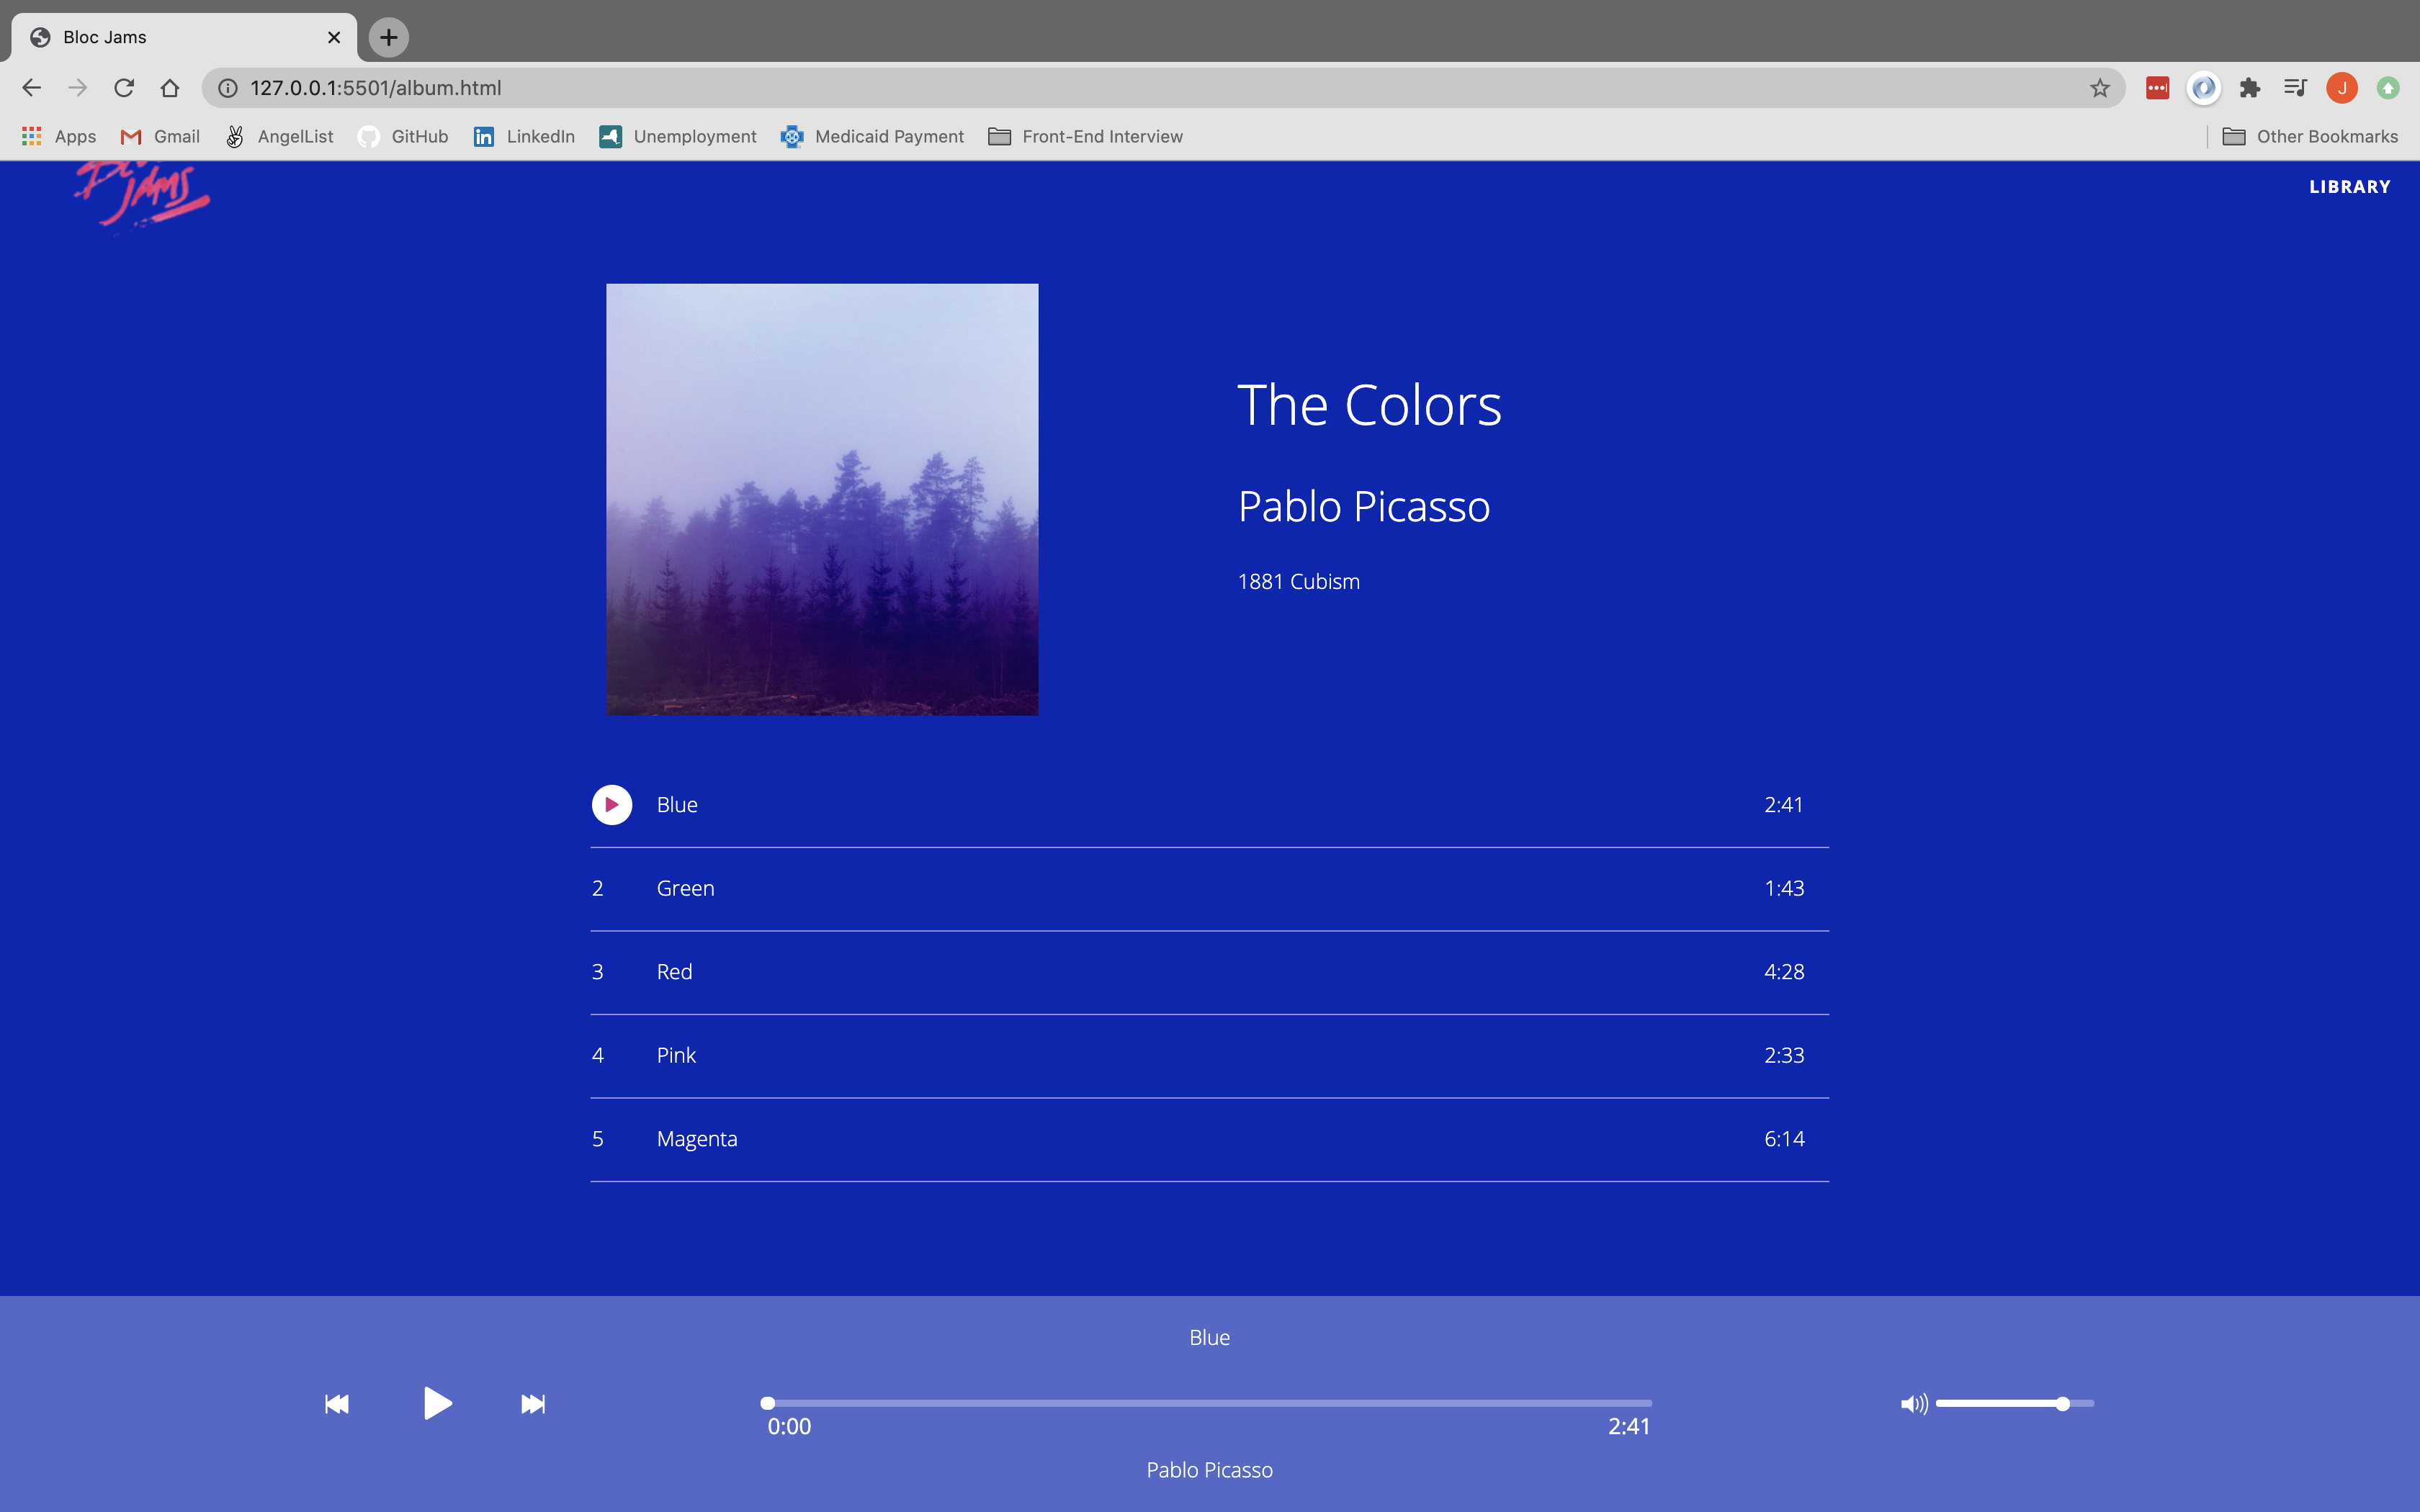 Bloc Jams
127.0.0.1:5501/album.html
J
Apps Gmail AngelList GitHub LinkedIn Unemployment Medicaid Payment Front-End Interview Other Bookmarks
Jams
LIBRARY
The Colors
Pablo Picasso
1881 Cubism
Blue 2:41
2 Green 1:43
3 Red 4:28
4 Pink 2:33
5 Magenta 6:14
Blue
0:00 2:41
Pablo Picasso